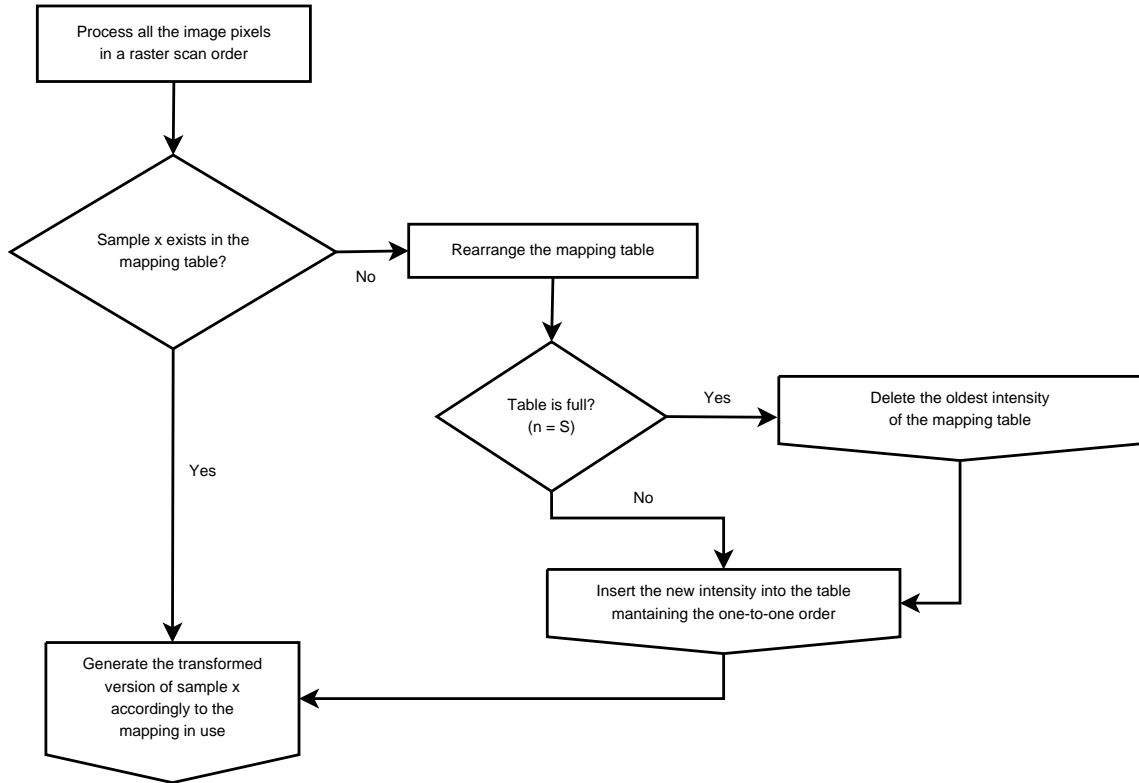 Process all the image pixels
in a raster scan order
Sample x exists in the
mapping table?
No
Rearrange the mapping table
Table is full?
(n = S)
Yes
Delete the oldest intensity
of the mapping table
Yes
No
Insert the new intensity into the table
mantaining the one-to-one order
Generate the transformed
version of sample x
accordingly to the
mapping in use